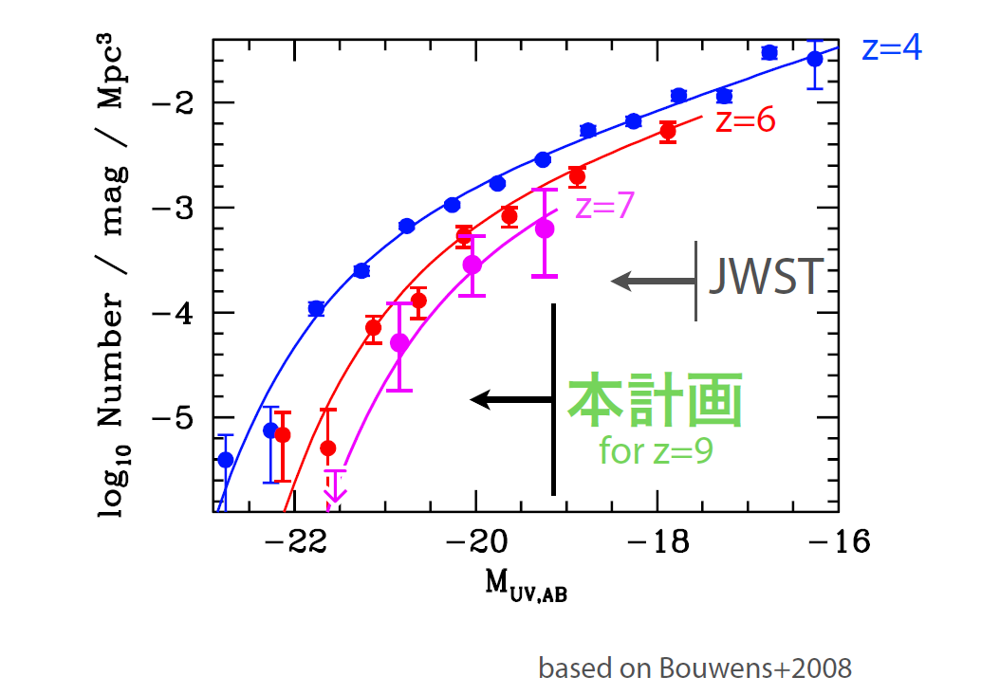 log₁₀ Number / mag / Mpc³
z=4
−2
z=6
−3
z=7
JWST
−4
本計画
for z=9
−5
−22 −20 −18 −16
M_UV,AB
based on Bouwens+2008